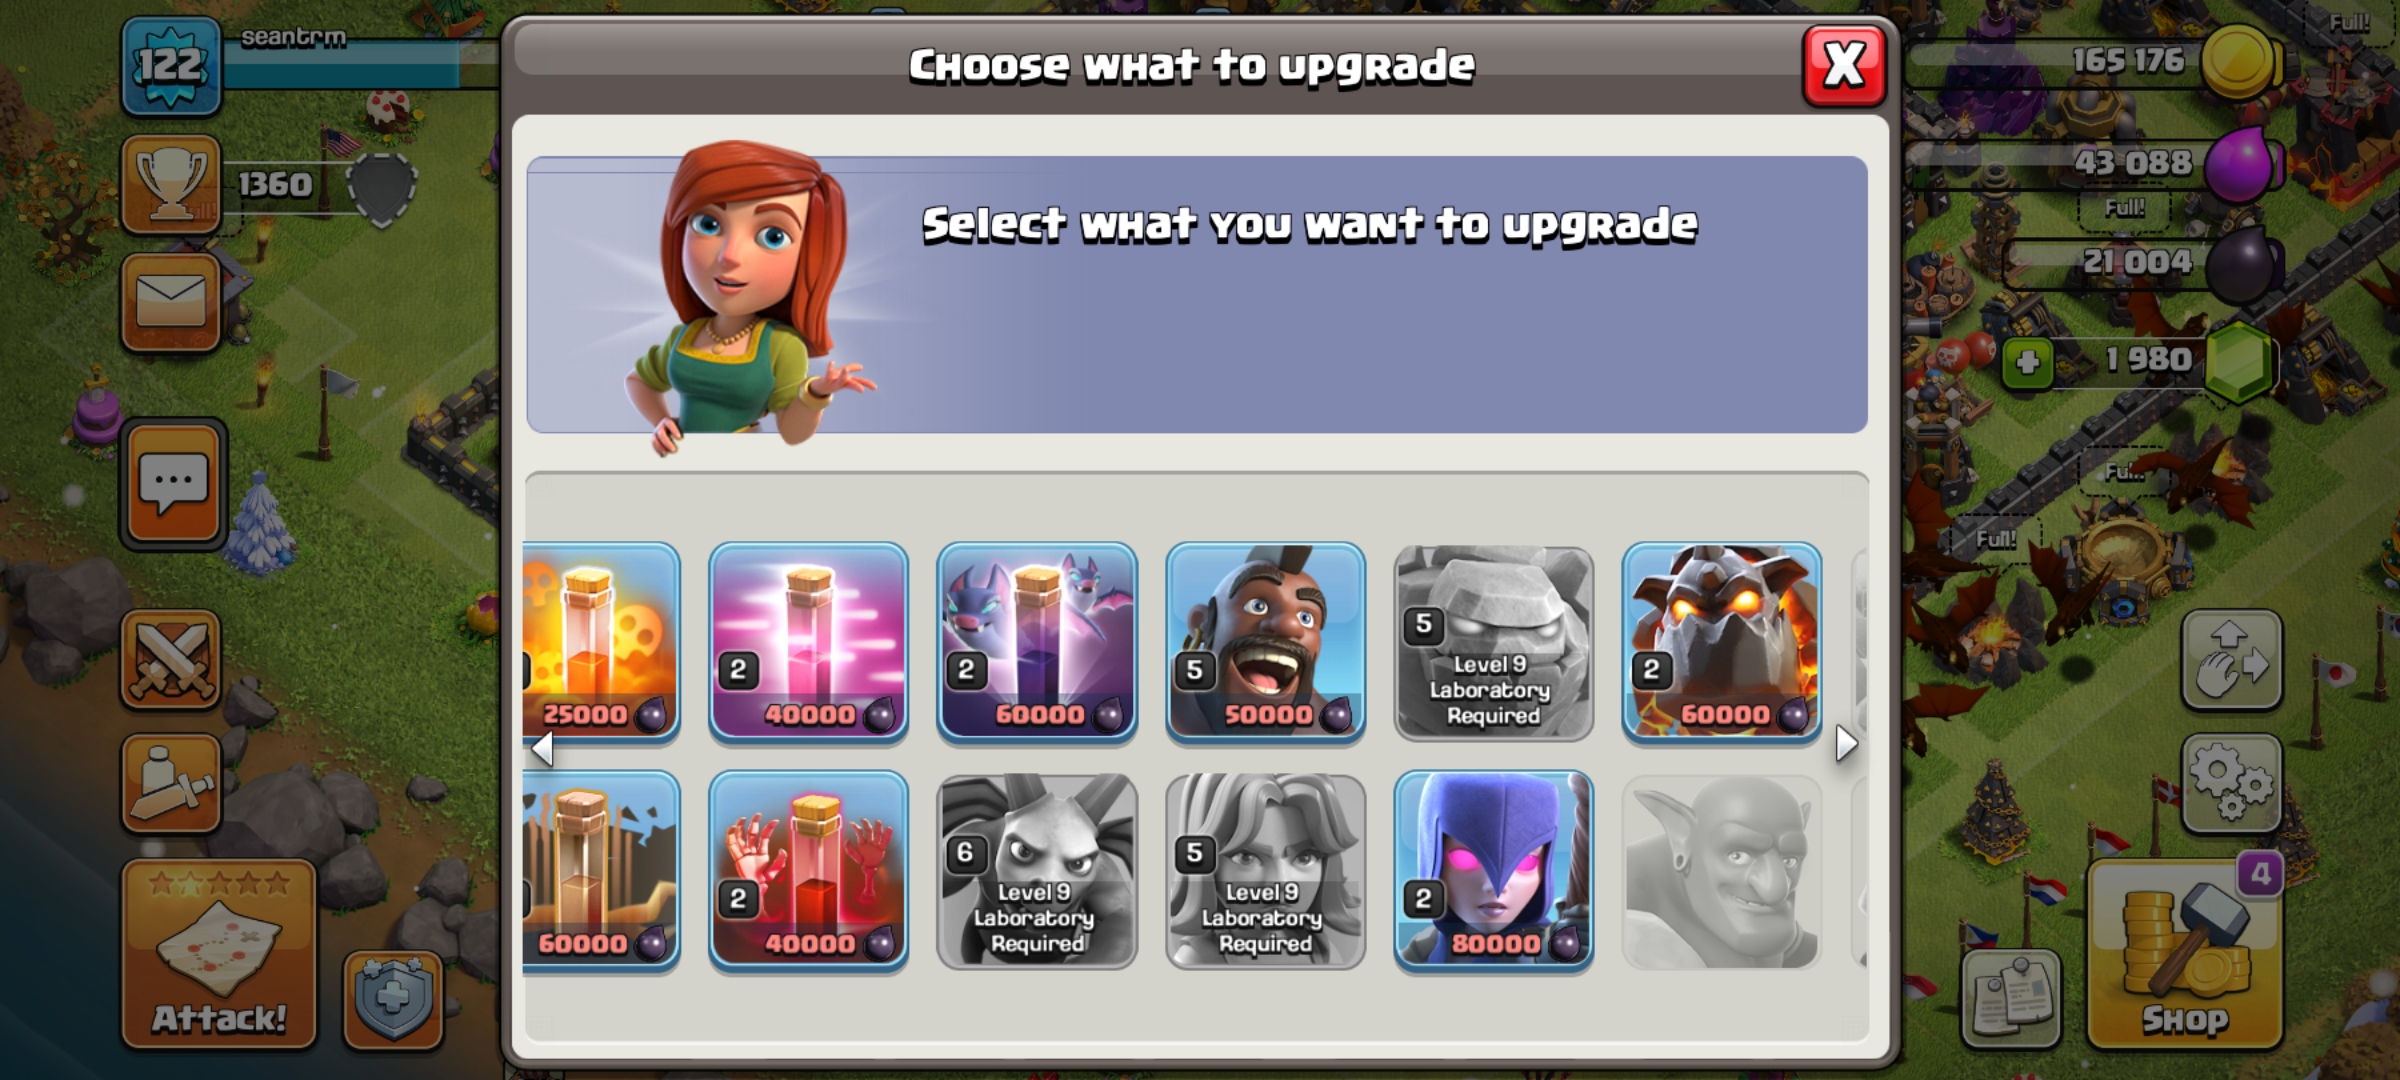 122
seantrm
Choose what to upgrade
X
165 176
Full!
1360
43 088
Full!
Select what you want to upgrade
21 004
1 980
Full!
25000
2
40000
2
60000
5
50000
5
Level 9
Laboratory
Required
2
60000
60000
2
40000
6
Level 9
Laboratory
Required
5
Level 9
Laboratory
Required
2
80000
4
Attack!
Shop